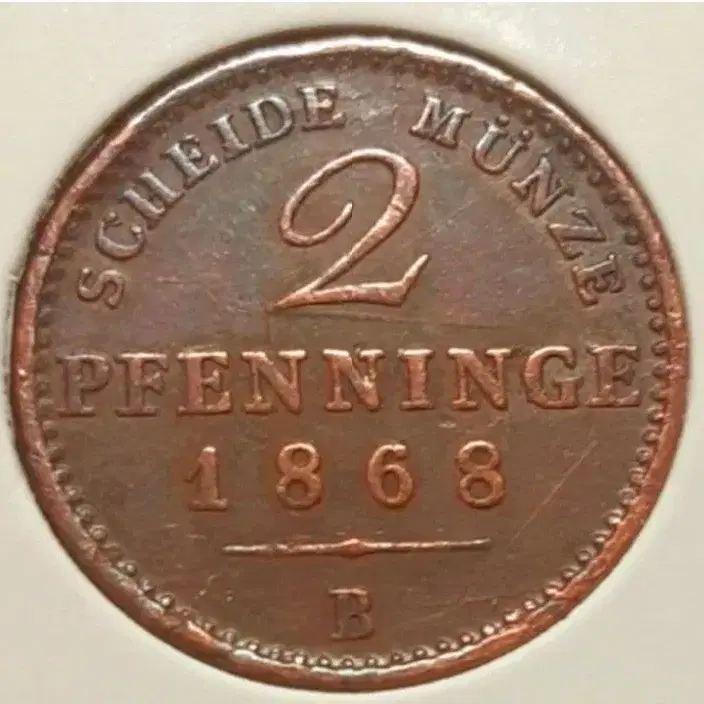 SCHEIDE MÜNZE
2
PFENNINGE
1868
B